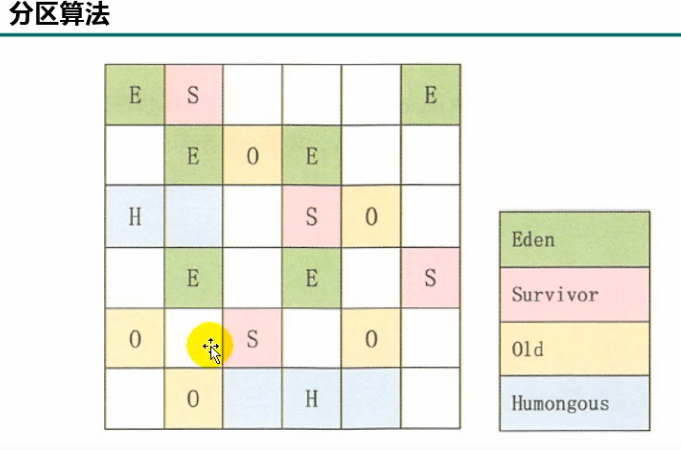 分区算法
E S E
E O E
H S O
E E S
O S O
O H
Eden
Survivor
Old
Humongous